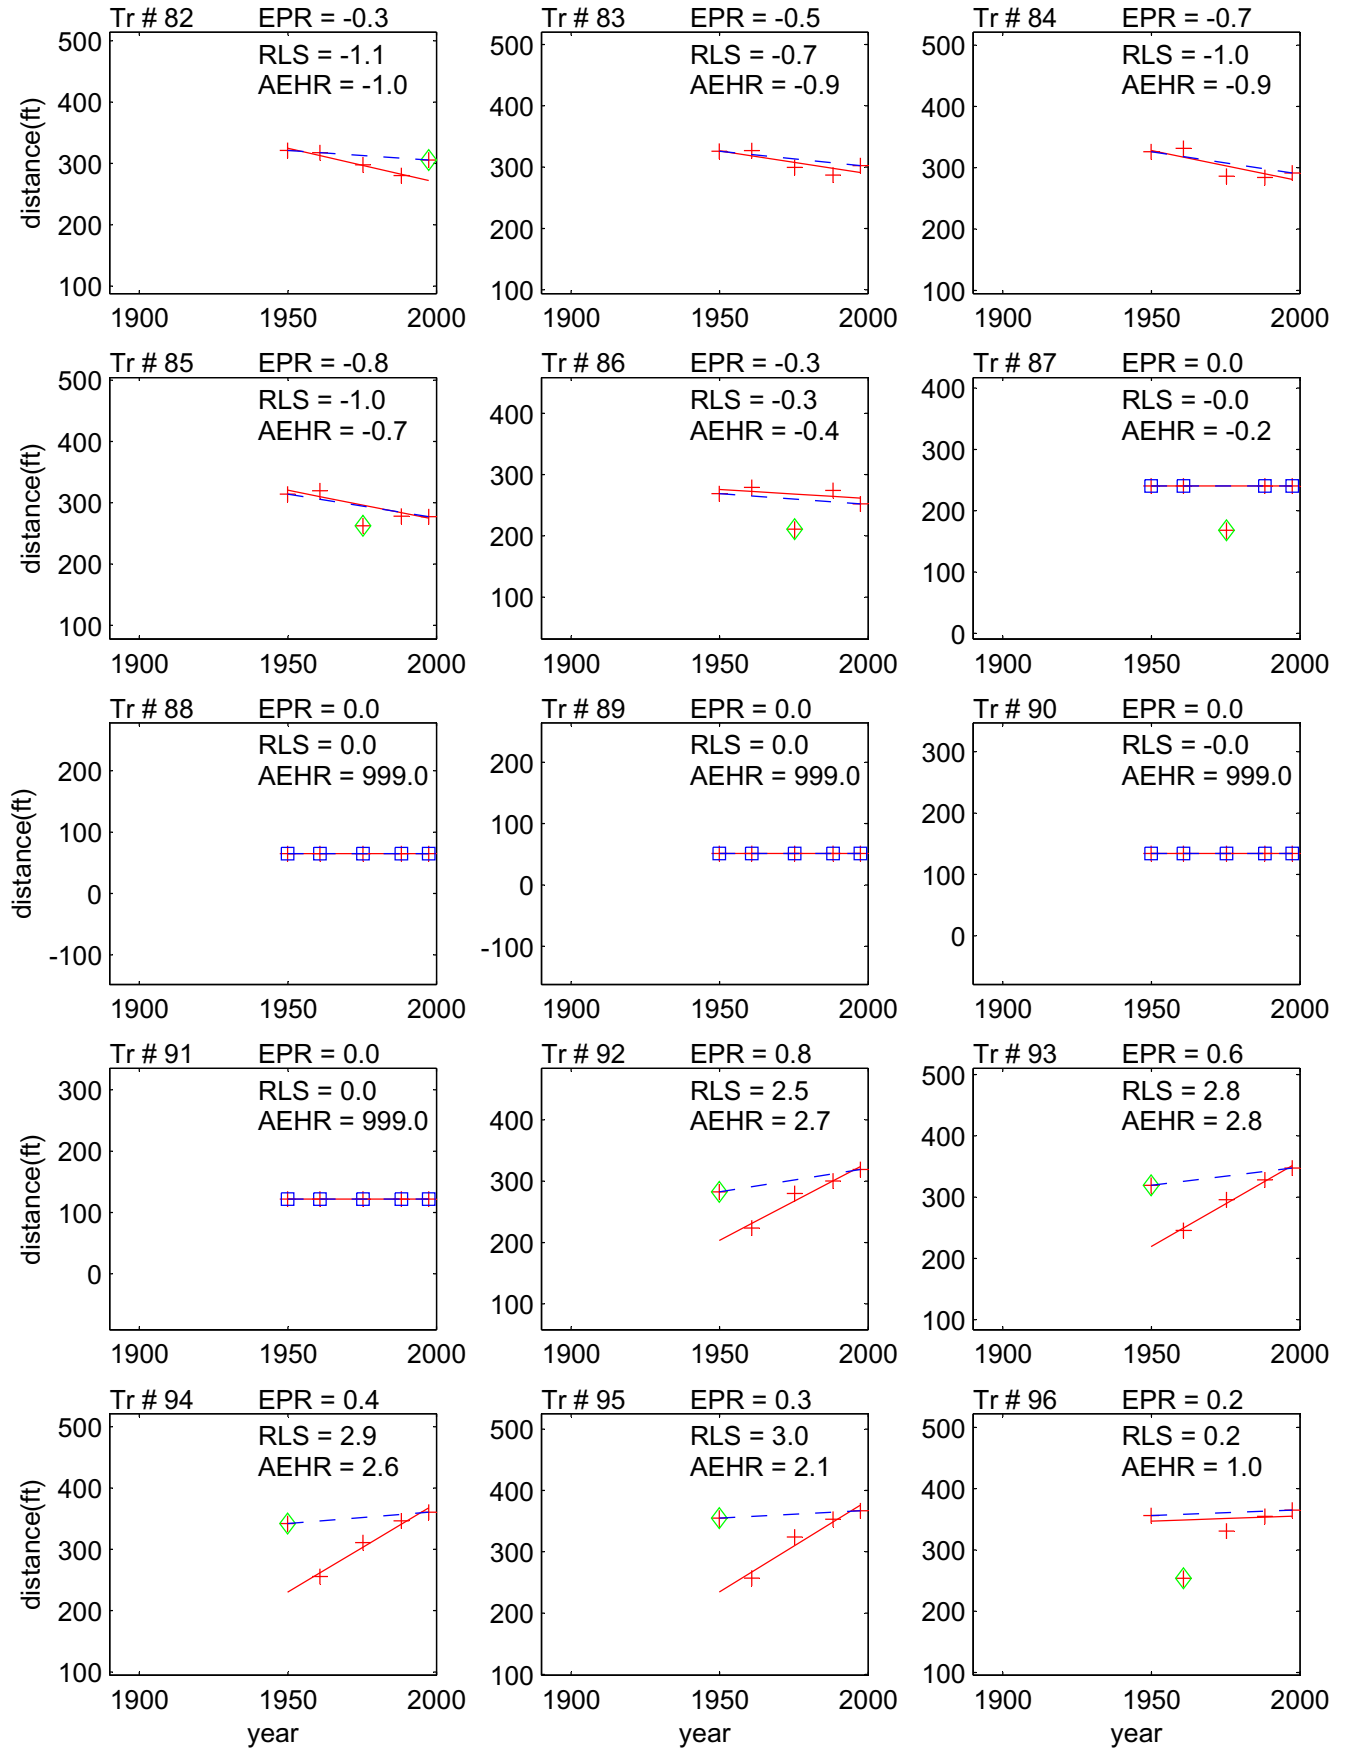 Tr # 82 EPR = -0.3 Tr # 83 EPR = -0.5 Tr # 84 EPR = -0.7
500 RLS = -1.1 500 RLS = -0.7 500 RLS = -1.0
AEHR = -1.0 AEHR = -0.9 AEHR = -0.9
400 400 400
distance(ft)
300 300 300
200 200 200
100 100 100
1900 1950 2000 1900 1950 2000 1900 1950 2000
Tr # 85 EPR = -0.8 Tr # 86 EPR = -0.3 Tr # 87 EPR = 0.0
500 RLS = -1.0 RLS = -0.3 400 RLS = -0.0
AEHR = -0.7 400 AEHR = -0.4 AEHR = -0.2
400 300 300
distance(ft)
300 200 200
200 100 100
100 0
1900 1950 2000 1900 1950 2000 1900 1950 2000
Tr # 88 EPR = 0.0 Tr # 89 EPR = 0.0 Tr # 90 EPR = 0.0
RLS = 0.0 RLS = 0.0 300 RLS = -0.0
200 AEHR = 999.0 200 AEHR = 999.0 AEHR = 999.0
distance(ft)
100 100 200
0 0 100
-100 -100 0
1900 1950 2000 1900 1950 2000 1900 1950 2000
Tr # 91 EPR = 0.0 Tr # 92 EPR = 0.8 Tr # 93 EPR = 0.6
300 RLS = 0.0 RLS = 2.5 500 RLS = 2.8
AEHR = 999.0 400 AEHR = 2.7 AEHR = 2.8
200 300 400
distance(ft)
100 200 300
0 100 200
100
1900 1950 2000 1900 1950 2000 1900 1950 2000
Tr # 94 EPR = 0.4 Tr # 95 EPR = 0.3 Tr # 96 EPR = 0.2
500 RLS = 2.9 500 RLS = 3.0 500 RLS = 0.2
AEHR = 2.6 AEHR = 2.1 AEHR = 1.0
400 400 400
distance(ft)
300 300 300
200 200 200
100 100 100
1900 1950 2000 1900 1950 2000 1900 1950 2000
year year year